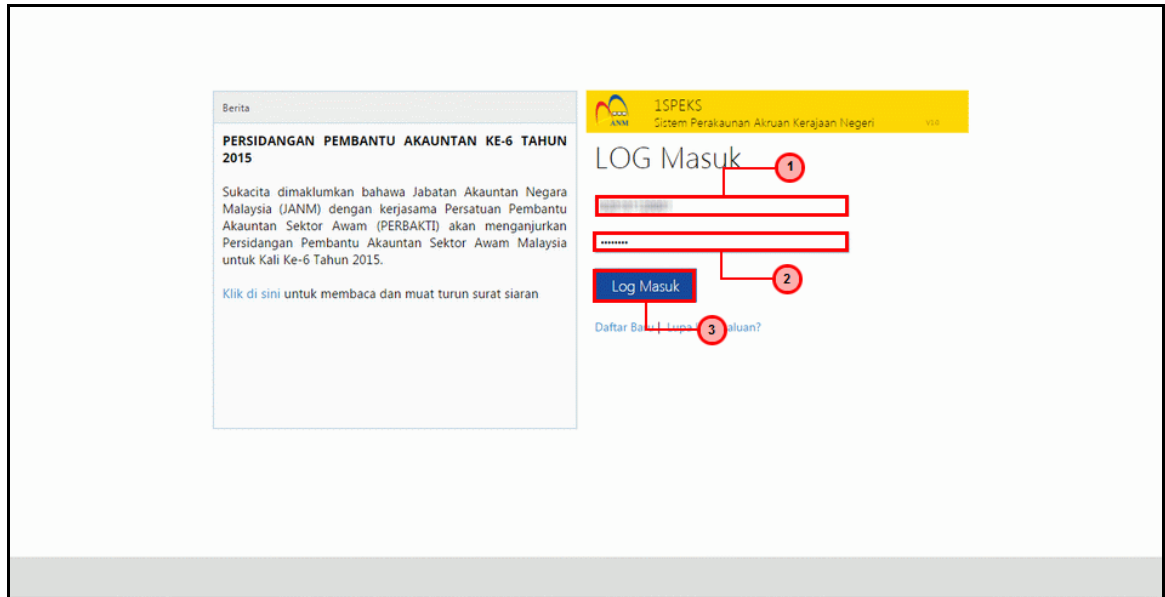 Berita
PERSIDANGAN PEMBANTU AKAUNTAN KE-6 TAHUN
2015
Sukacita dimaklumkan bahawa Jabatan Akauntan Negara
Malaysia (JANM) dengan kerjasama Persatuan Pembantu
Akauntan Sektor Awam (PERBAKTI) akan menganjurkan
Persidangan Pembantu Akauntan Sektor Awam Malaysia
untuk Kali Ke-6 Tahun 2015.
Klik di sini untuk membaca dan muat turun surat siaran
ANM
1SPEKS
Sistem Perakaunan Akruan Kerajaan Negeri
V1.0
LOG Masuk
1
2
Log Masuk
Daftar Baru | Lupa
3